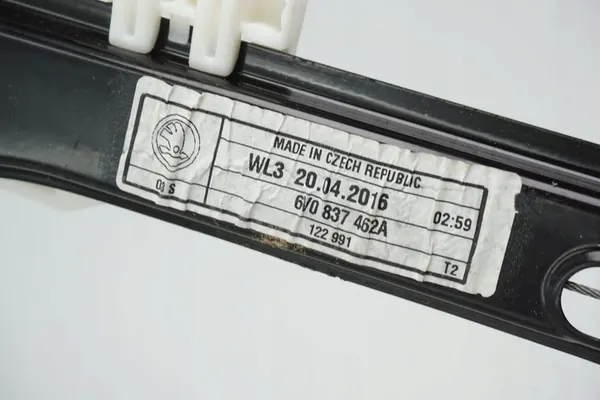 MADE IN CZECH REPUBLIC
WL3 20.04.2016 02:59
6V0 837 462A
122 991
T2